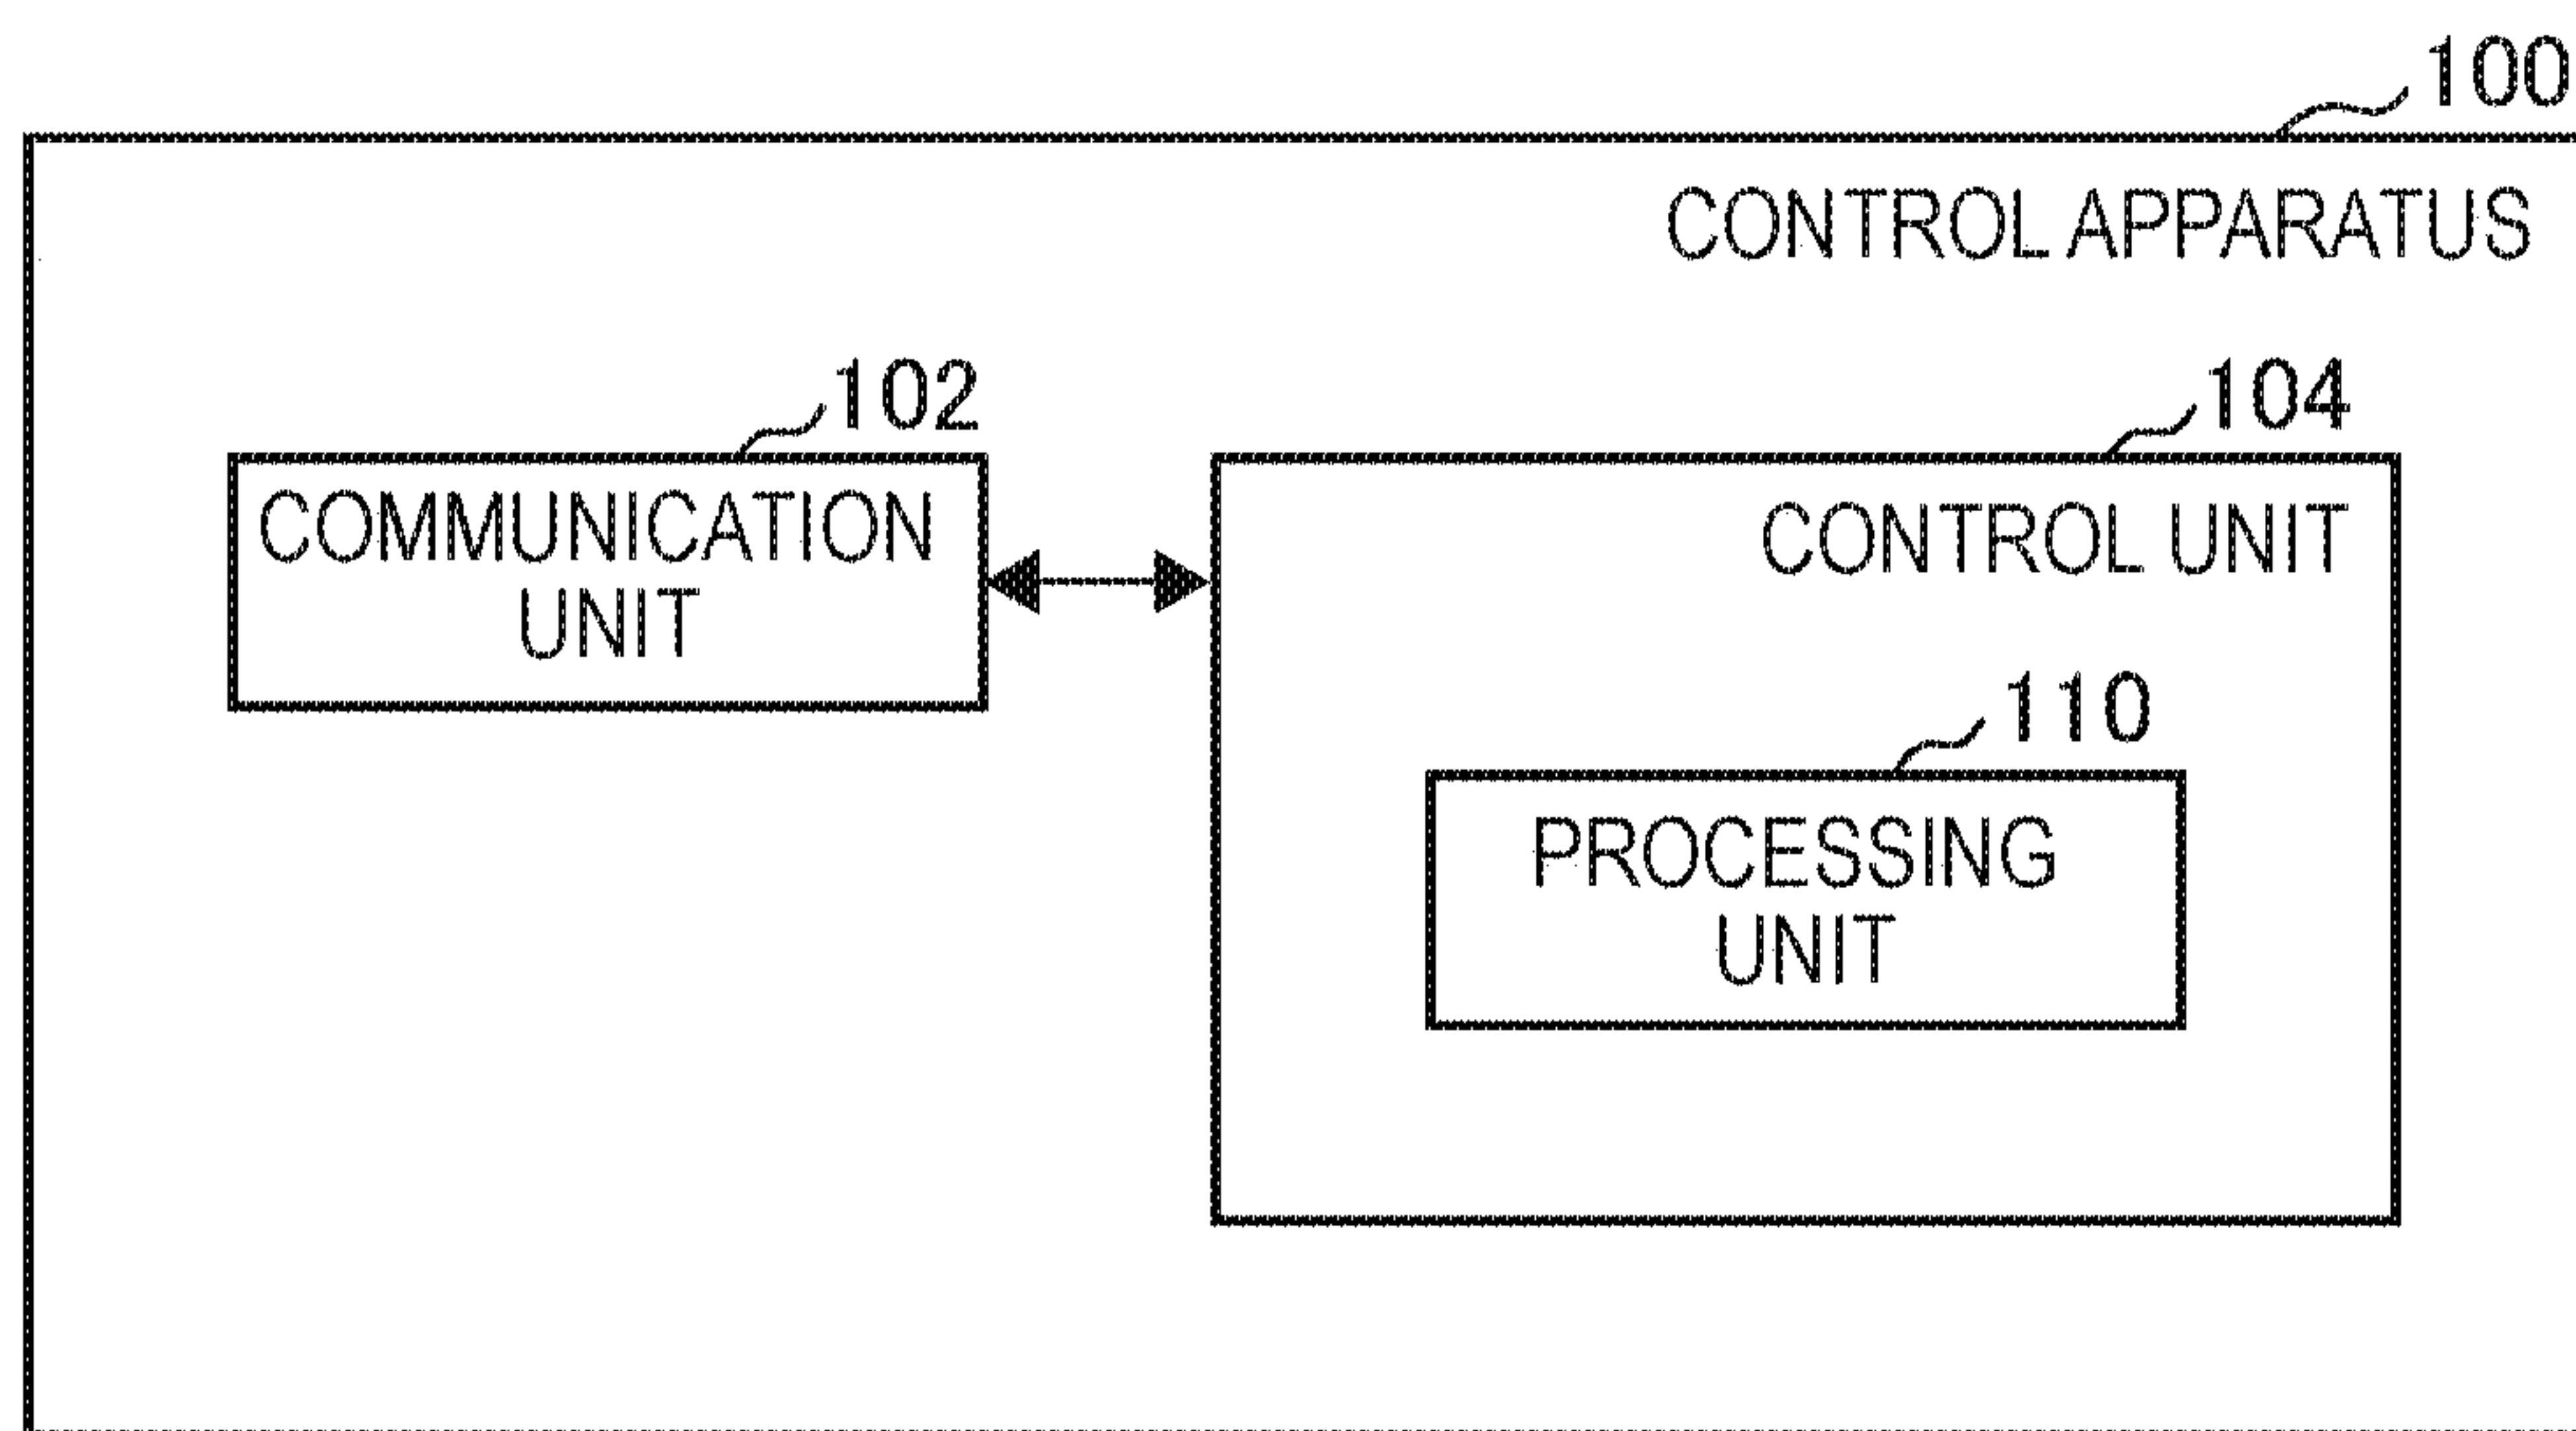 100
CONTROL APPARATUS
102
104
COMMUNICATION
UNIT
CONTROL UNIT
110
PROCESSING
UNIT